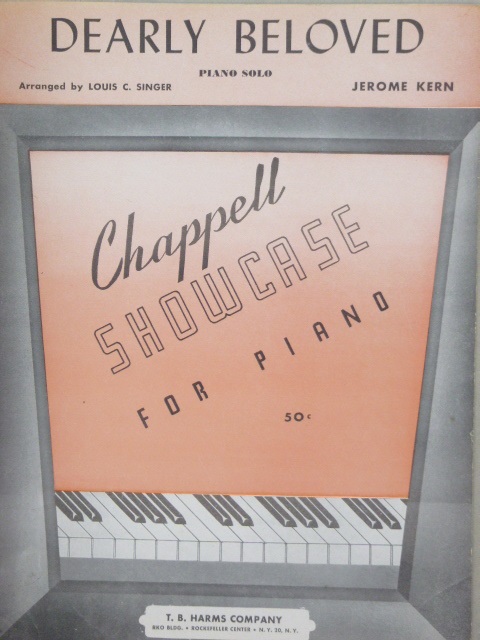 DEARLY BELOVED
PIANO SOLO
Arranged by LOUIS C. SINGER
JEROME KERN
Chappell
SHOWCASE
FOR PIANO
50c
T. B. HARMS COMPANY
RKO BLDG. • ROCKEFELLER CENTER • N. Y. 20, N. Y.